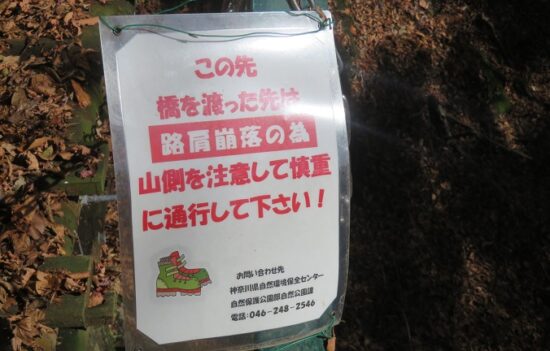 この先
橋を渡った先は
路肩崩落の為
山側を注意して慎重
に通行して下さい！
お問い合わせ先
神奈川県自然環境保全センター
自然保護公園部自然公園課
電話：046-248-2546